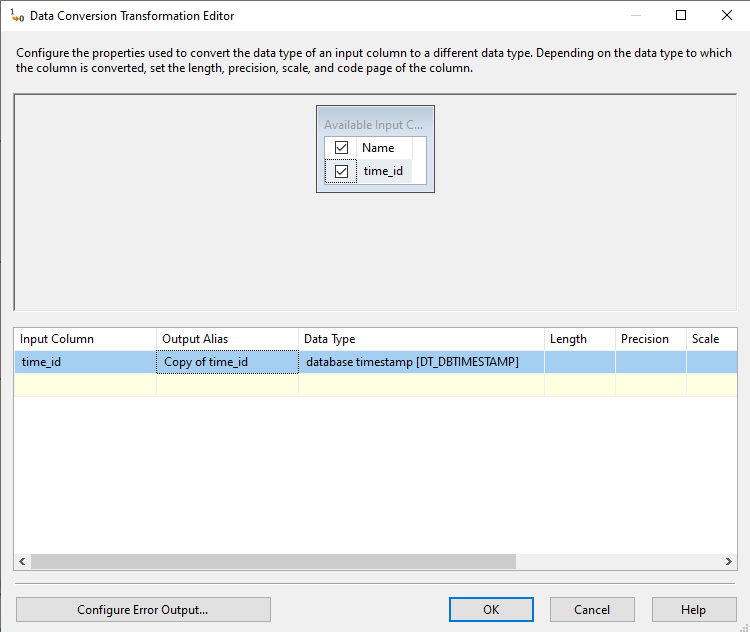 Data Conversion Transformation Editor
Configure the properties used to convert the data type of an input column to a different data type. Depending on the data type to which
the column is converted, set the length, precision, scale, and code page of the column.
Available Input C...
Name
time_id
Input Column Output Alias Data Type Length Precision Scale
time_id Copy of time_id database timestamp [DT_DBTIMESTAMP]
Configure Error Output... OK Cancel Help